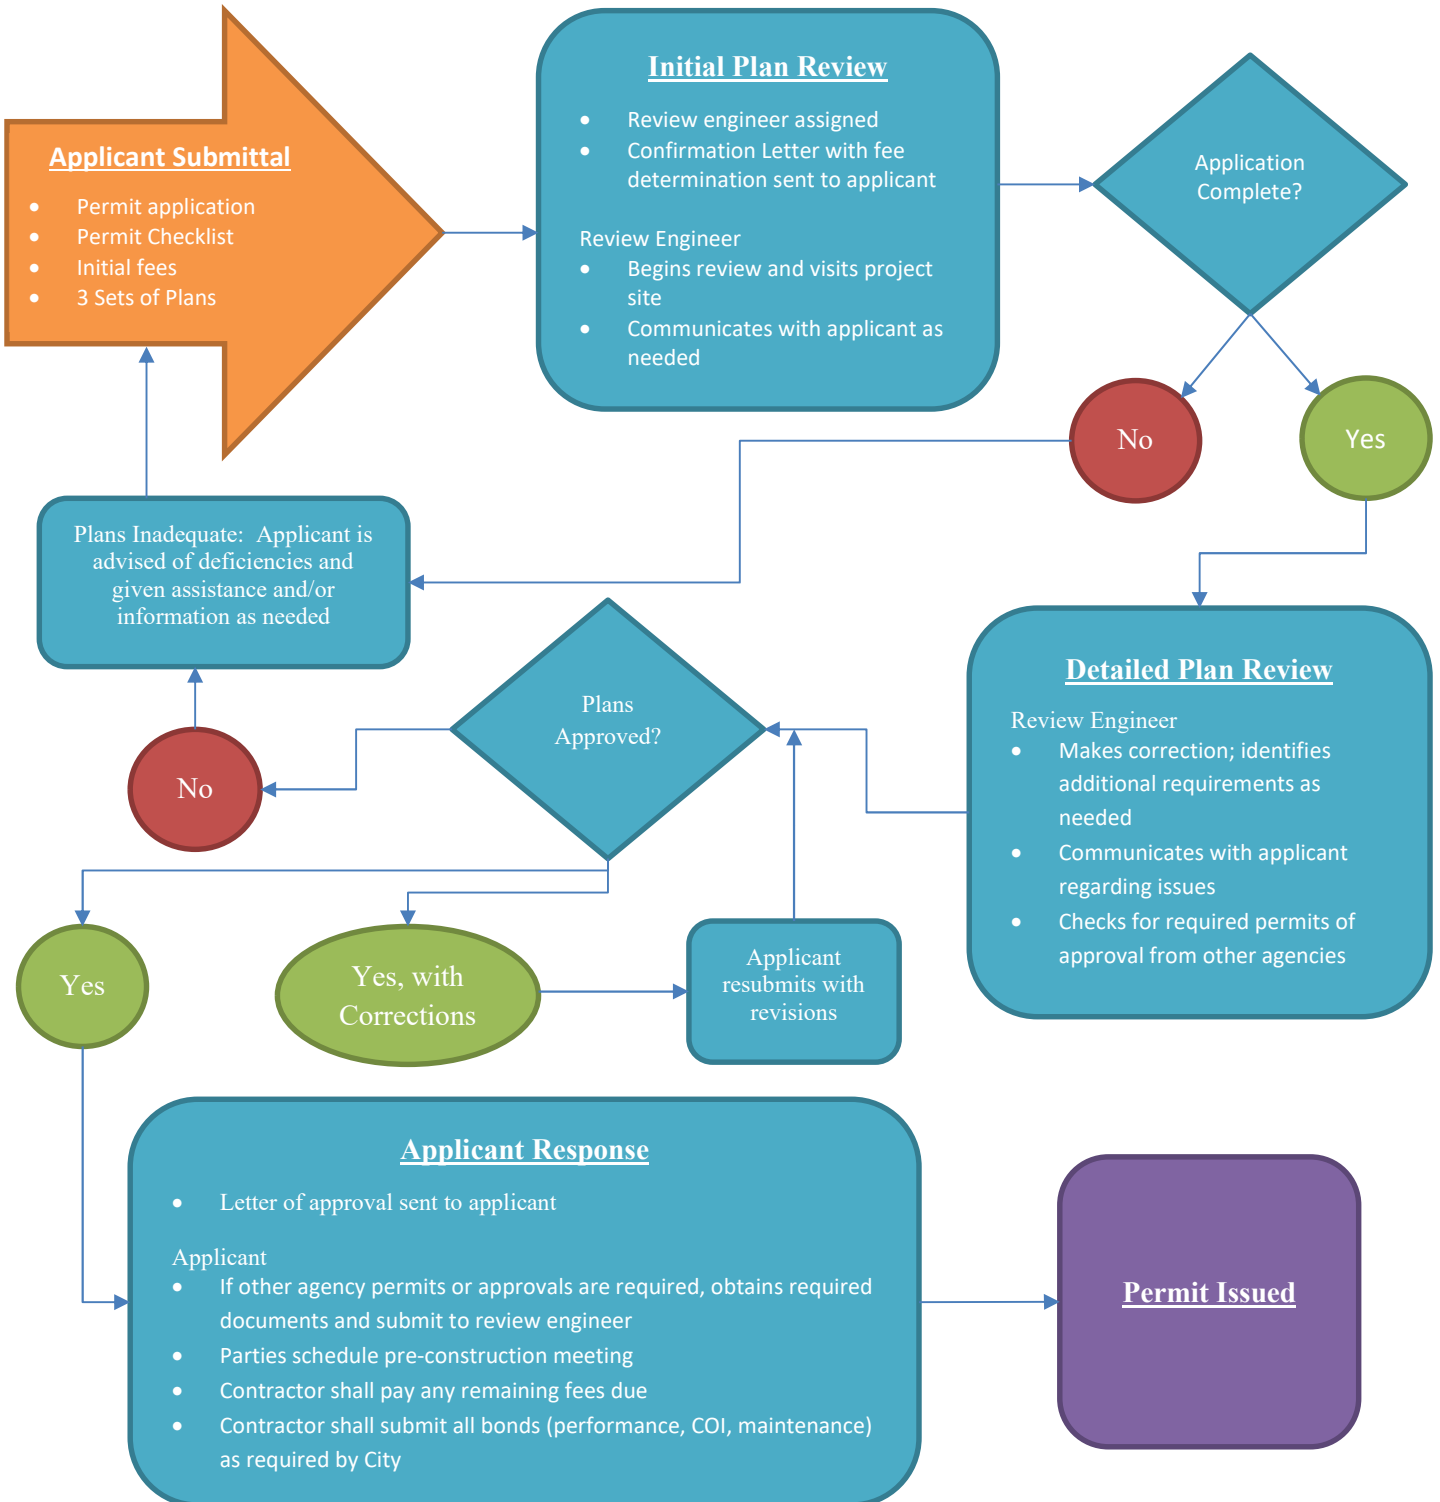 Applicant Submittal
• Permit application
• Permit Checklist
• Initial fees
• 3 Sets of Plans
Initial Plan Review
• Review engineer assigned
• Confirmation Letter with fee
determination sent to applicant
Review Engineer
• Begins review and visits project
site
• Communicates with applicant as
needed
Application
Complete?
No
Yes
Plans Inadequate: Applicant is
advised of deficiencies and
given assistance and/or
information as needed
Detailed Plan Review
Review Engineer
• Makes correction; identifies
additional requirements as
needed
• Communicates with applicant
regarding issues
• Checks for required permits of
approval from other agencies
Plans
Approved?
No
Yes
Yes, with
Corrections
Applicant
resubmits with
revisions
Applicant Response
• Letter of approval sent to applicant
Applicant
• If other agency permits or approvals are required, obtains required
documents and submit to review engineer
• Parties schedule pre-construction meeting
• Contractor shall pay any remaining fees due
• Contractor shall submit all bonds (performance, COI, maintenance)
as required by City
Permit Issued